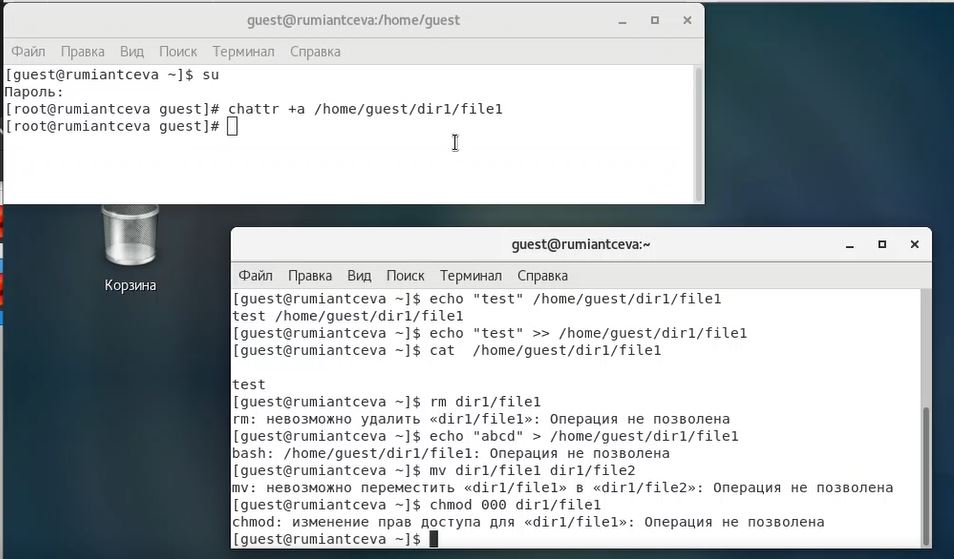 guest@rumiantceva:/home/guest
Файл Правка Вид Поиск Терминал Справка
[guest@rumiantceva ~]$ su
Пароль:
[root@rumiantceva guest]# chattr +a /home/guest/dir1/file1
[root@rumiantceva guest]#
Корзина
guest@rumiantceva:~
Файл Правка Вид Поиск Терминал Справка
[guest@rumiantceva ~]$ echo "test" /home/guest/dir1/file1
test /home/guest/dir1/file1
[guest@rumiantceva ~]$ echo "test" >> /home/guest/dir1/file1
[guest@rumiantceva ~]$ cat  /home/guest/dir1/file1
test
[guest@rumiantceva ~]$ rm dir1/file1
rm: невозможно удалить «dir1/file1»: Операция не позволена
[guest@rumiantceva ~]$ echo "abcd" > /home/guest/dir1/file1
bash: /home/guest/dir1/file1: Операция не позволена
[guest@rumiantceva ~]$ mv dir1/file1 dir1/file2
mv: невозможно переместить «dir1/file1» в «dir1/file2»: Операция не позволена
[guest@rumiantceva ~]$ chmod 000 dir1/file1
chmod: изменение прав доступа для «dir1/file1»: Операция не позволена
[guest@rumiantceva ~]$